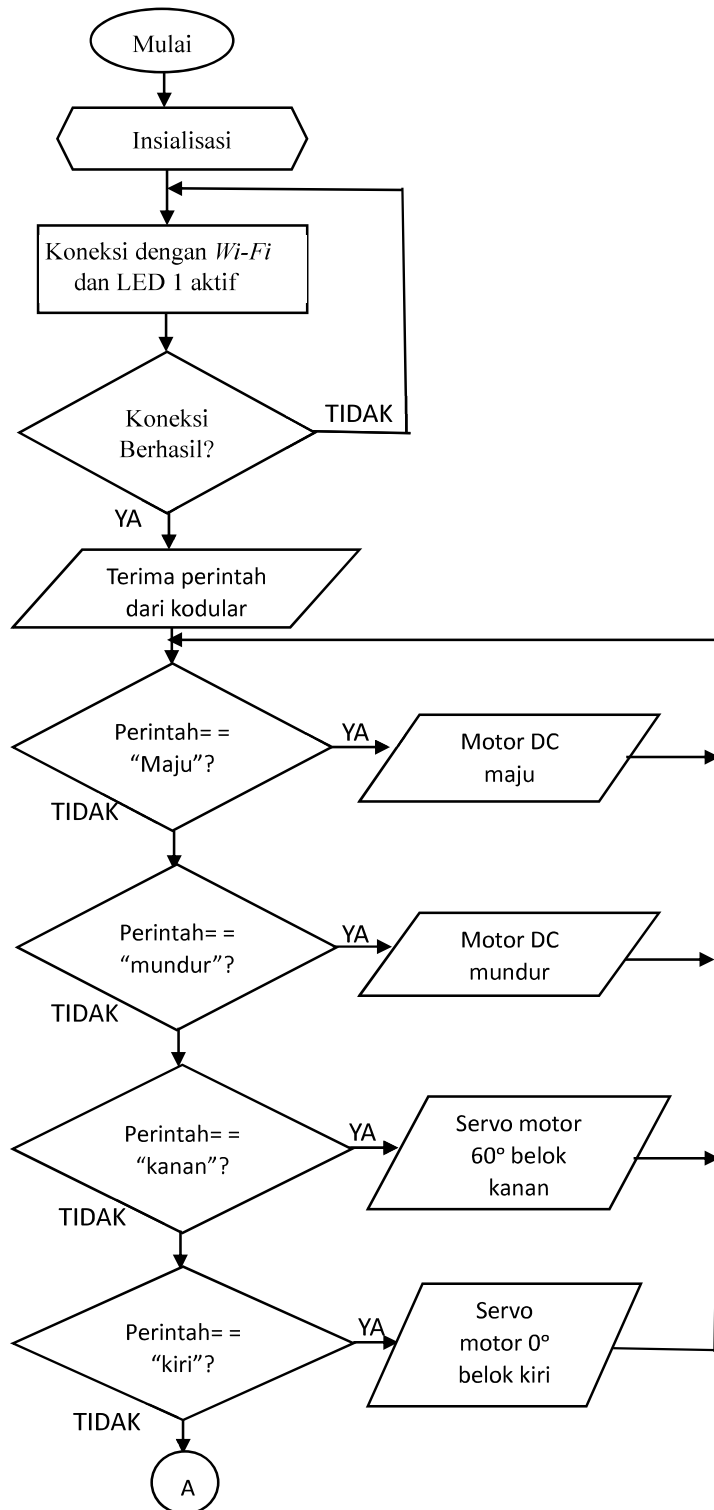 Mulai
Insialisasi
Koneksi dengan Wi-Fi
dan LED 1 aktif
Koneksi
Berhasil?
TIDAK
YA
Terima perintah
dari kodular
Perintah= =
“Maju”?
YA
Motor DC
maju
TIDAK
Perintah= =
“mundur”?
YA
Motor DC
mundur
TIDAK
Perintah= =
“kanan”?
YA
Servo motor
60° belok
kanan
TIDAK
Perintah= =
“kiri”?
YA
Servo
motor 0°
belok kiri
TIDAK
A